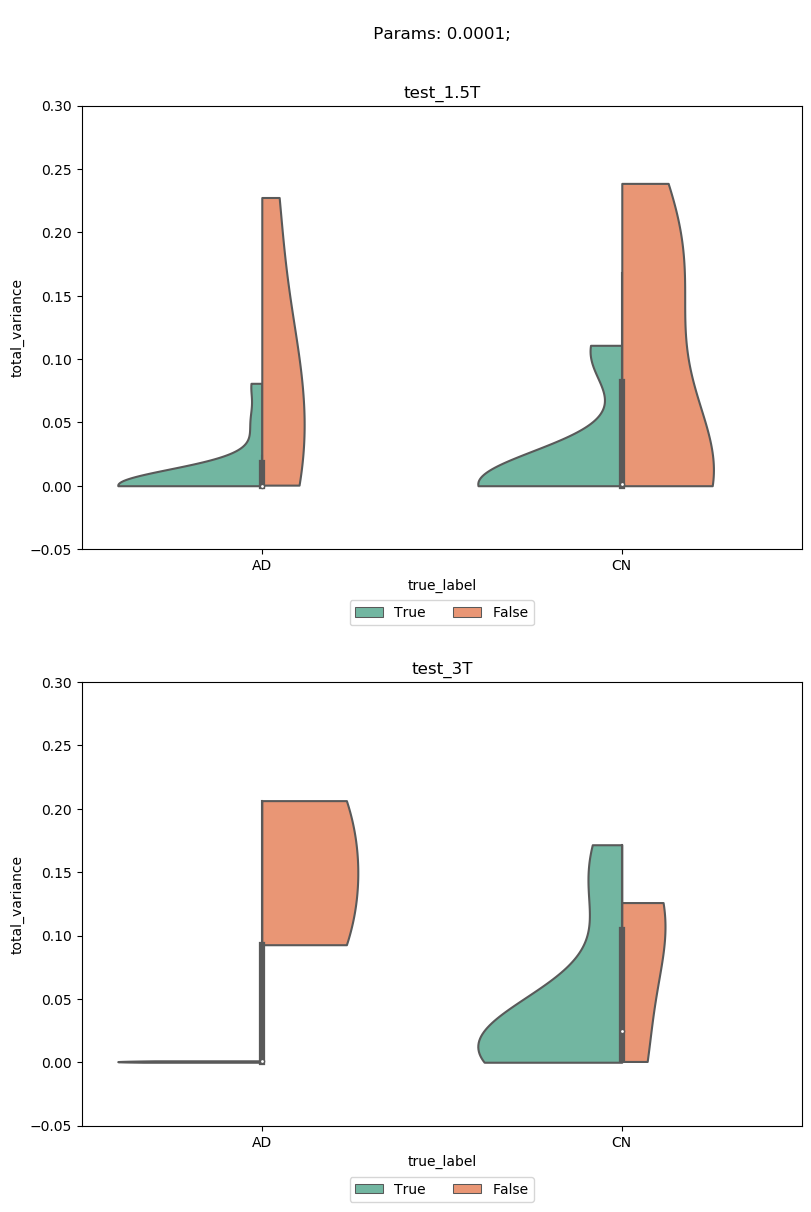 Params: 0.0001;
test_1.5T
0.30
0.25
0.20
0.15
0.10
0.05
0.00
−0.05
total_variance
AD CN
true_label
True False
test_3T
0.30
0.25
0.20
0.15
0.10
0.05
0.00
−0.05
total_variance
AD CN
true_label
True False